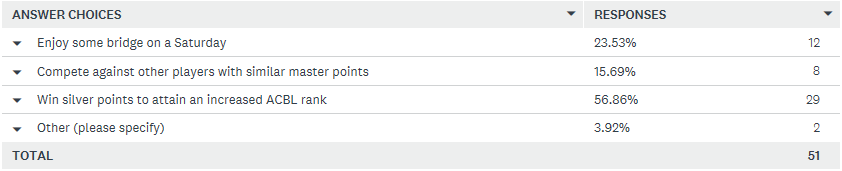 ANSWER CHOICES RESPONSES
Enjoy some bridge on a Saturday 23.53% 12
Compete against other players with similar master points 15.69% 8
Win silver points to attain an increased ACBL rank 56.86% 29
Other (please specify) 3.92% 2
TOTAL 51